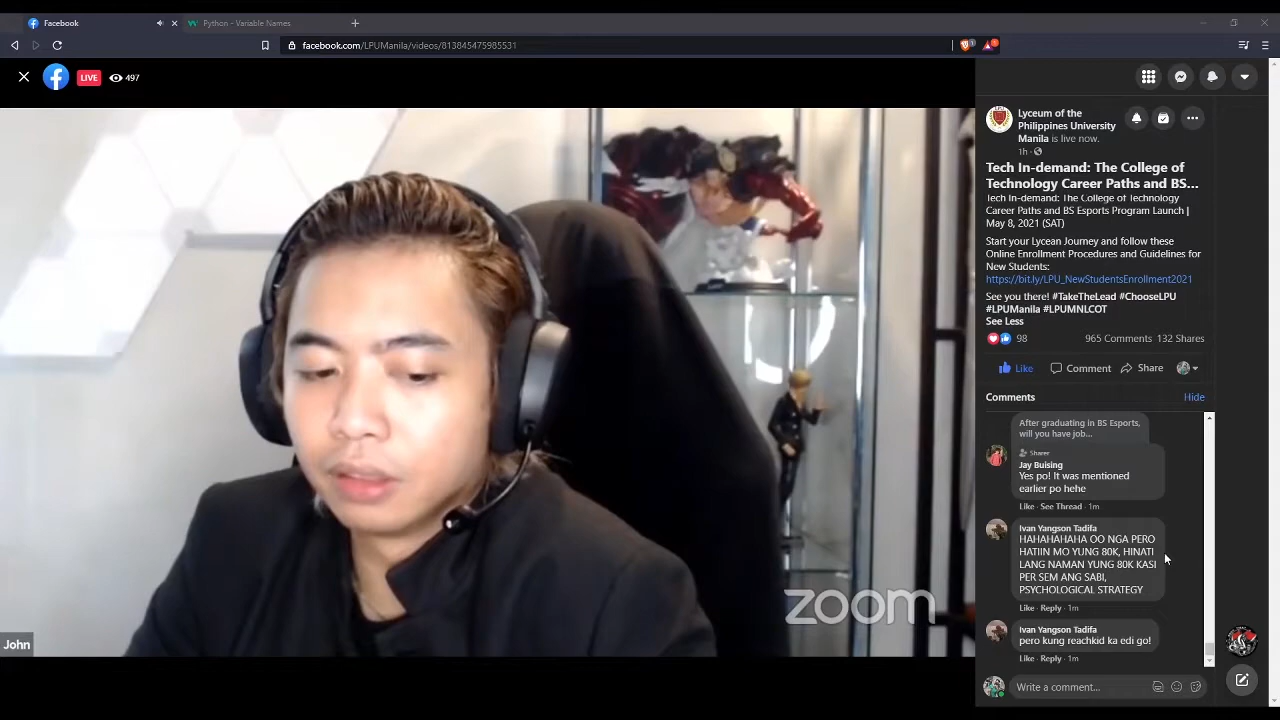 Facebook
Python - Variable Names
facebook.com/LPUManila/videos/813845475985531
LIVE 497
Lyceum of the
Philippines University
Manila is live now.
1h
Tech In-demand: The College of
Technology Career Paths and BS...
Tech In-demand: The College of Technology
Career Paths and BS Esports Program Launch |
May 8, 2021 (SAT)
Start your Lycean Journey and follow these
Online Enrollment Procedures and Guidelines for
New Students:
https://bit.ly/LPU_NewStudentsEnrollment2021
See you there! #TakeTheLead #ChooseLPU
#LPUManila #LPUMNLCOT
See Less
98 965 Comments 132 Shares
Like Comment Share
Comments Hide
After graduating in BS Esports,
will you have job...
Sharer
Jay Buising
Yes po! It was mentioned
earlier po hehe
Like · See Thread · 1m
Ivan Yangson Tadifa
HAHAHAHAHA OO NGA PERO
HATIIN MO YUNG 80K, HINATI
LANG NAMAN YUNG 80K KASI
PER SEM ANG SABI,
PSYCHOLOGICAL STRATEGY
Like · Reply · 1m
Ivan Yangson Tadifa
pero kung reachkid ka edi go!
Like · Reply · 1m
Write a comment...
zoom
John